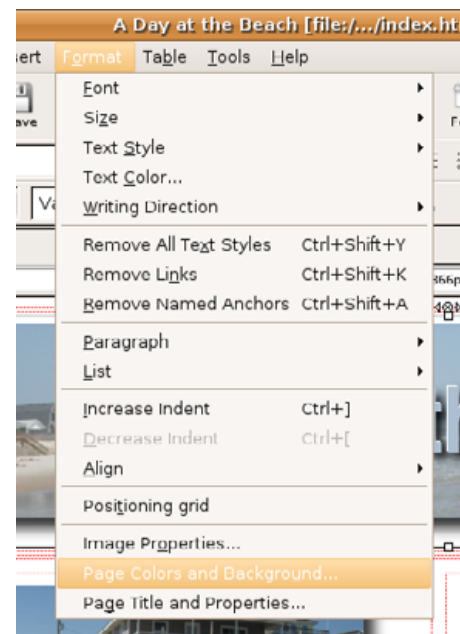 A Day at the Beach [file:/.../index.ht
sert Format Table Tools Help
ave
Font
Size
Text Style
Text Color...
Writing Direction
Remove All Text Styles Ctrl+Shift+Y
Remove Links Ctrl+Shift+K
Remove Named Anchors Ctrl+Shift+A
Paragraph
List
Increase Indent Ctrl+]
Decrease Indent Ctrl+[
Align
Positioning grid
Image Properties...
Page Colors and Background...
Page Title and Properties...